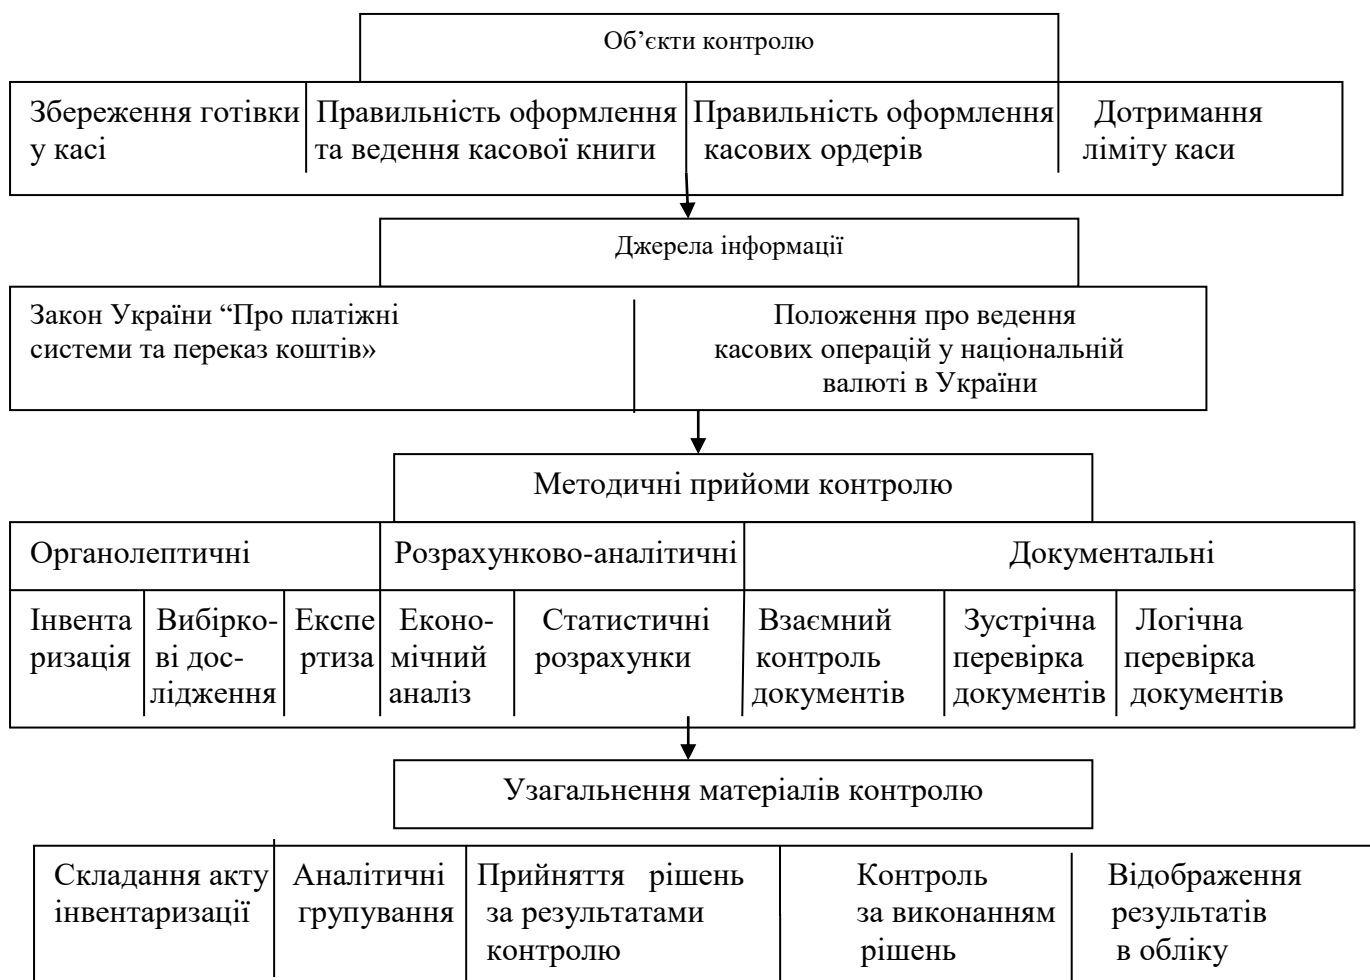 Об’єкти контролю
Збереження готівки Правильність оформлення Правильність оформлення Дотримання
у касі та ведення касової книги касових ордерів ліміту каси
Джерела інформації
Закон України “Про платіжні Положення про ведення
системи та переказ коштів» касових операцій у національній
валюті в України
Методичні прийоми контролю
Органолептичні Розрахунково-аналітичні Документальні
Інвента Вибірко- Експе Еконо- Статистичні Взаємний Зустрічна Логічна
ризація ві дос- ртиза мічний розрахунки контроль перевірка перевірка
лідження аналіз документів документів документів
Узагальнення матеріалів контролю
Складання акту Аналітичні Прийняття рішень Контроль Відображення
інвентаризації групування за результатами за виконанням результатів
контролю рішень в обліку